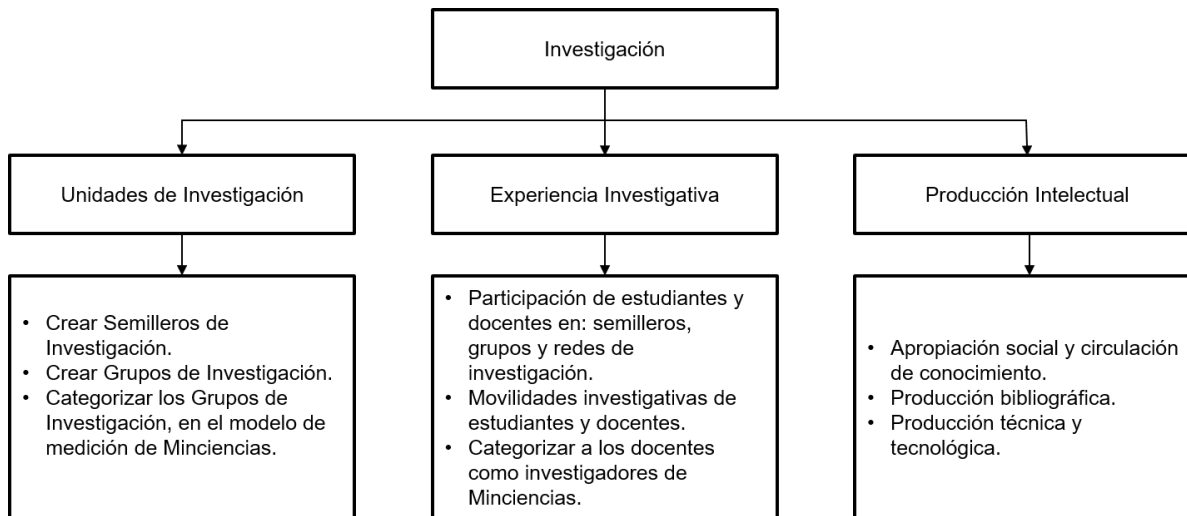 Investigación
Unidades de Investigación
Experiencia Investigativa
Producción Intelectual
• Crear Semilleros de
Investigación.
• Crear Grupos de Investigación.
• Categorizar los Grupos de
Investigación, en el modelo de
medición de Minciencias.
• Participación de estudiantes y
docentes en: semilleros,
grupos y redes de
investigación.
• Movilidades investigativas de
estudiantes y docentes.
• Categorizar a los docentes
como investigadores de
Minciencias.
• Apropiación social y circulación
de conocimiento.
• Producción bibliográfica.
• Producción técnica y
tecnológica.